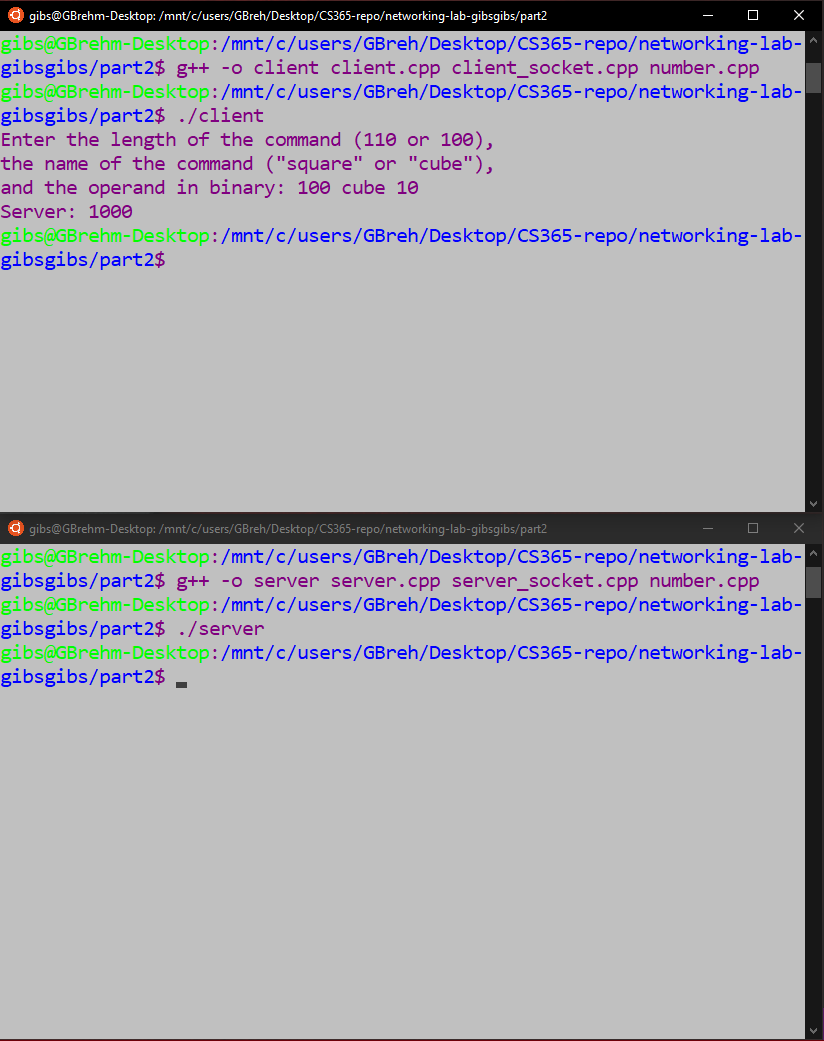 gibs@GBrehm-Desktop: /mnt/c/users/GBreh/Desktop/CS365-repo/networking-lab-gibsgibs/part2
gibs@GBrehm-Desktop:/mnt/c/users/GBreh/Desktop/CS365-repo/networking-lab-
gibsgibs/part2$ g++ -o client client.cpp client_socket.cpp number.cpp
gibs@GBrehm-Desktop:/mnt/c/users/GBreh/Desktop/CS365-repo/networking-lab-
gibsgibs/part2$ ./client
Enter the length of the command (110 or 100),
the name of the command ("square" or "cube"),
and the operand in binary: 100 cube 10
Server: 1000
gibs@GBrehm-Desktop:/mnt/c/users/GBreh/Desktop/CS365-repo/networking-lab-
gibsgibs/part2$
gibs@GBrehm-Desktop: /mnt/c/users/GBreh/Desktop/CS365-repo/networking-lab-gibsgibs/part2
gibs@GBrehm-Desktop:/mnt/c/users/GBreh/Desktop/CS365-repo/networking-lab-
gibsgibs/part2$ g++ -o server server.cpp server_socket.cpp number.cpp
gibs@GBrehm-Desktop:/mnt/c/users/GBreh/Desktop/CS365-repo/networking-lab-
gibsgibs/part2$ ./server
gibs@GBrehm-Desktop:/mnt/c/users/GBreh/Desktop/CS365-repo/networking-lab-
gibsgibs/part2$